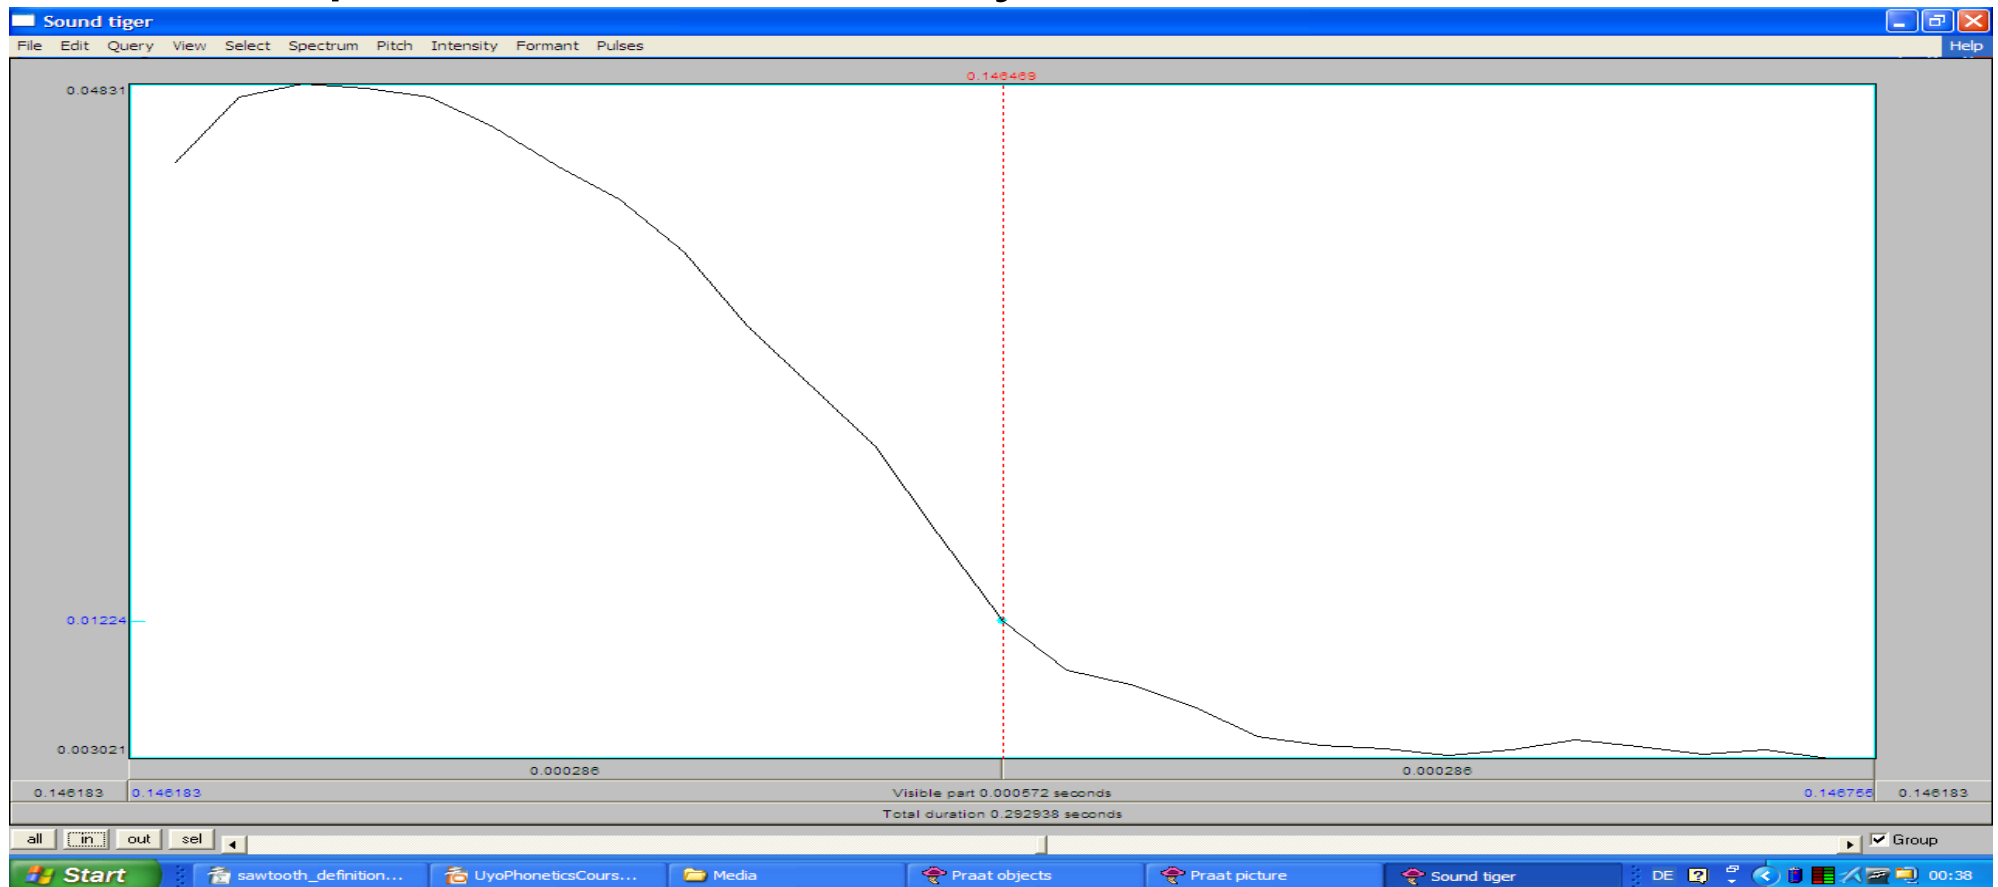 Sound tiger
File Edit Query View Select Spectrum Pitch Intensity Formant Pulses Help
0.146469
0.04831
0.01224
0.003021
0.000286 0.000286
0.146183 0.146183 Visible part 0.000572 seconds 0.146755 0.146183
Total duration 0.292938 seconds
all in out sel Group
Start sawtooth_definition... UyoPhoneticsCours... Media Praat objects Praat picture Sound tiger DE 00:38